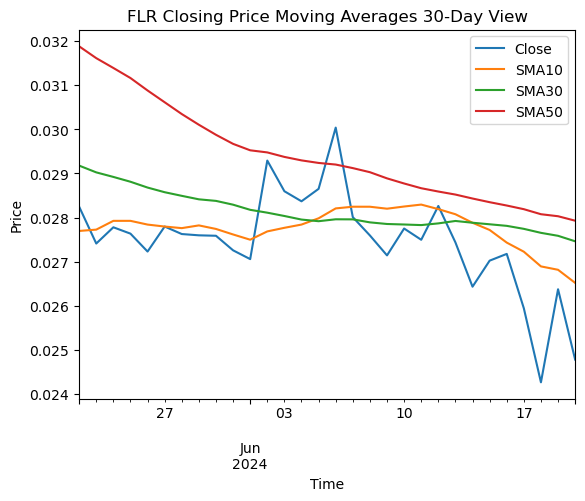 FLR Closing Price Moving Averages 30-Day View
0.032
0.031
0.030
0.029
0.028
0.027
0.026
0.025
0.024
Price
Close
SMA10
SMA30
SMA50
27
03
10
17
Jun
2024
Time